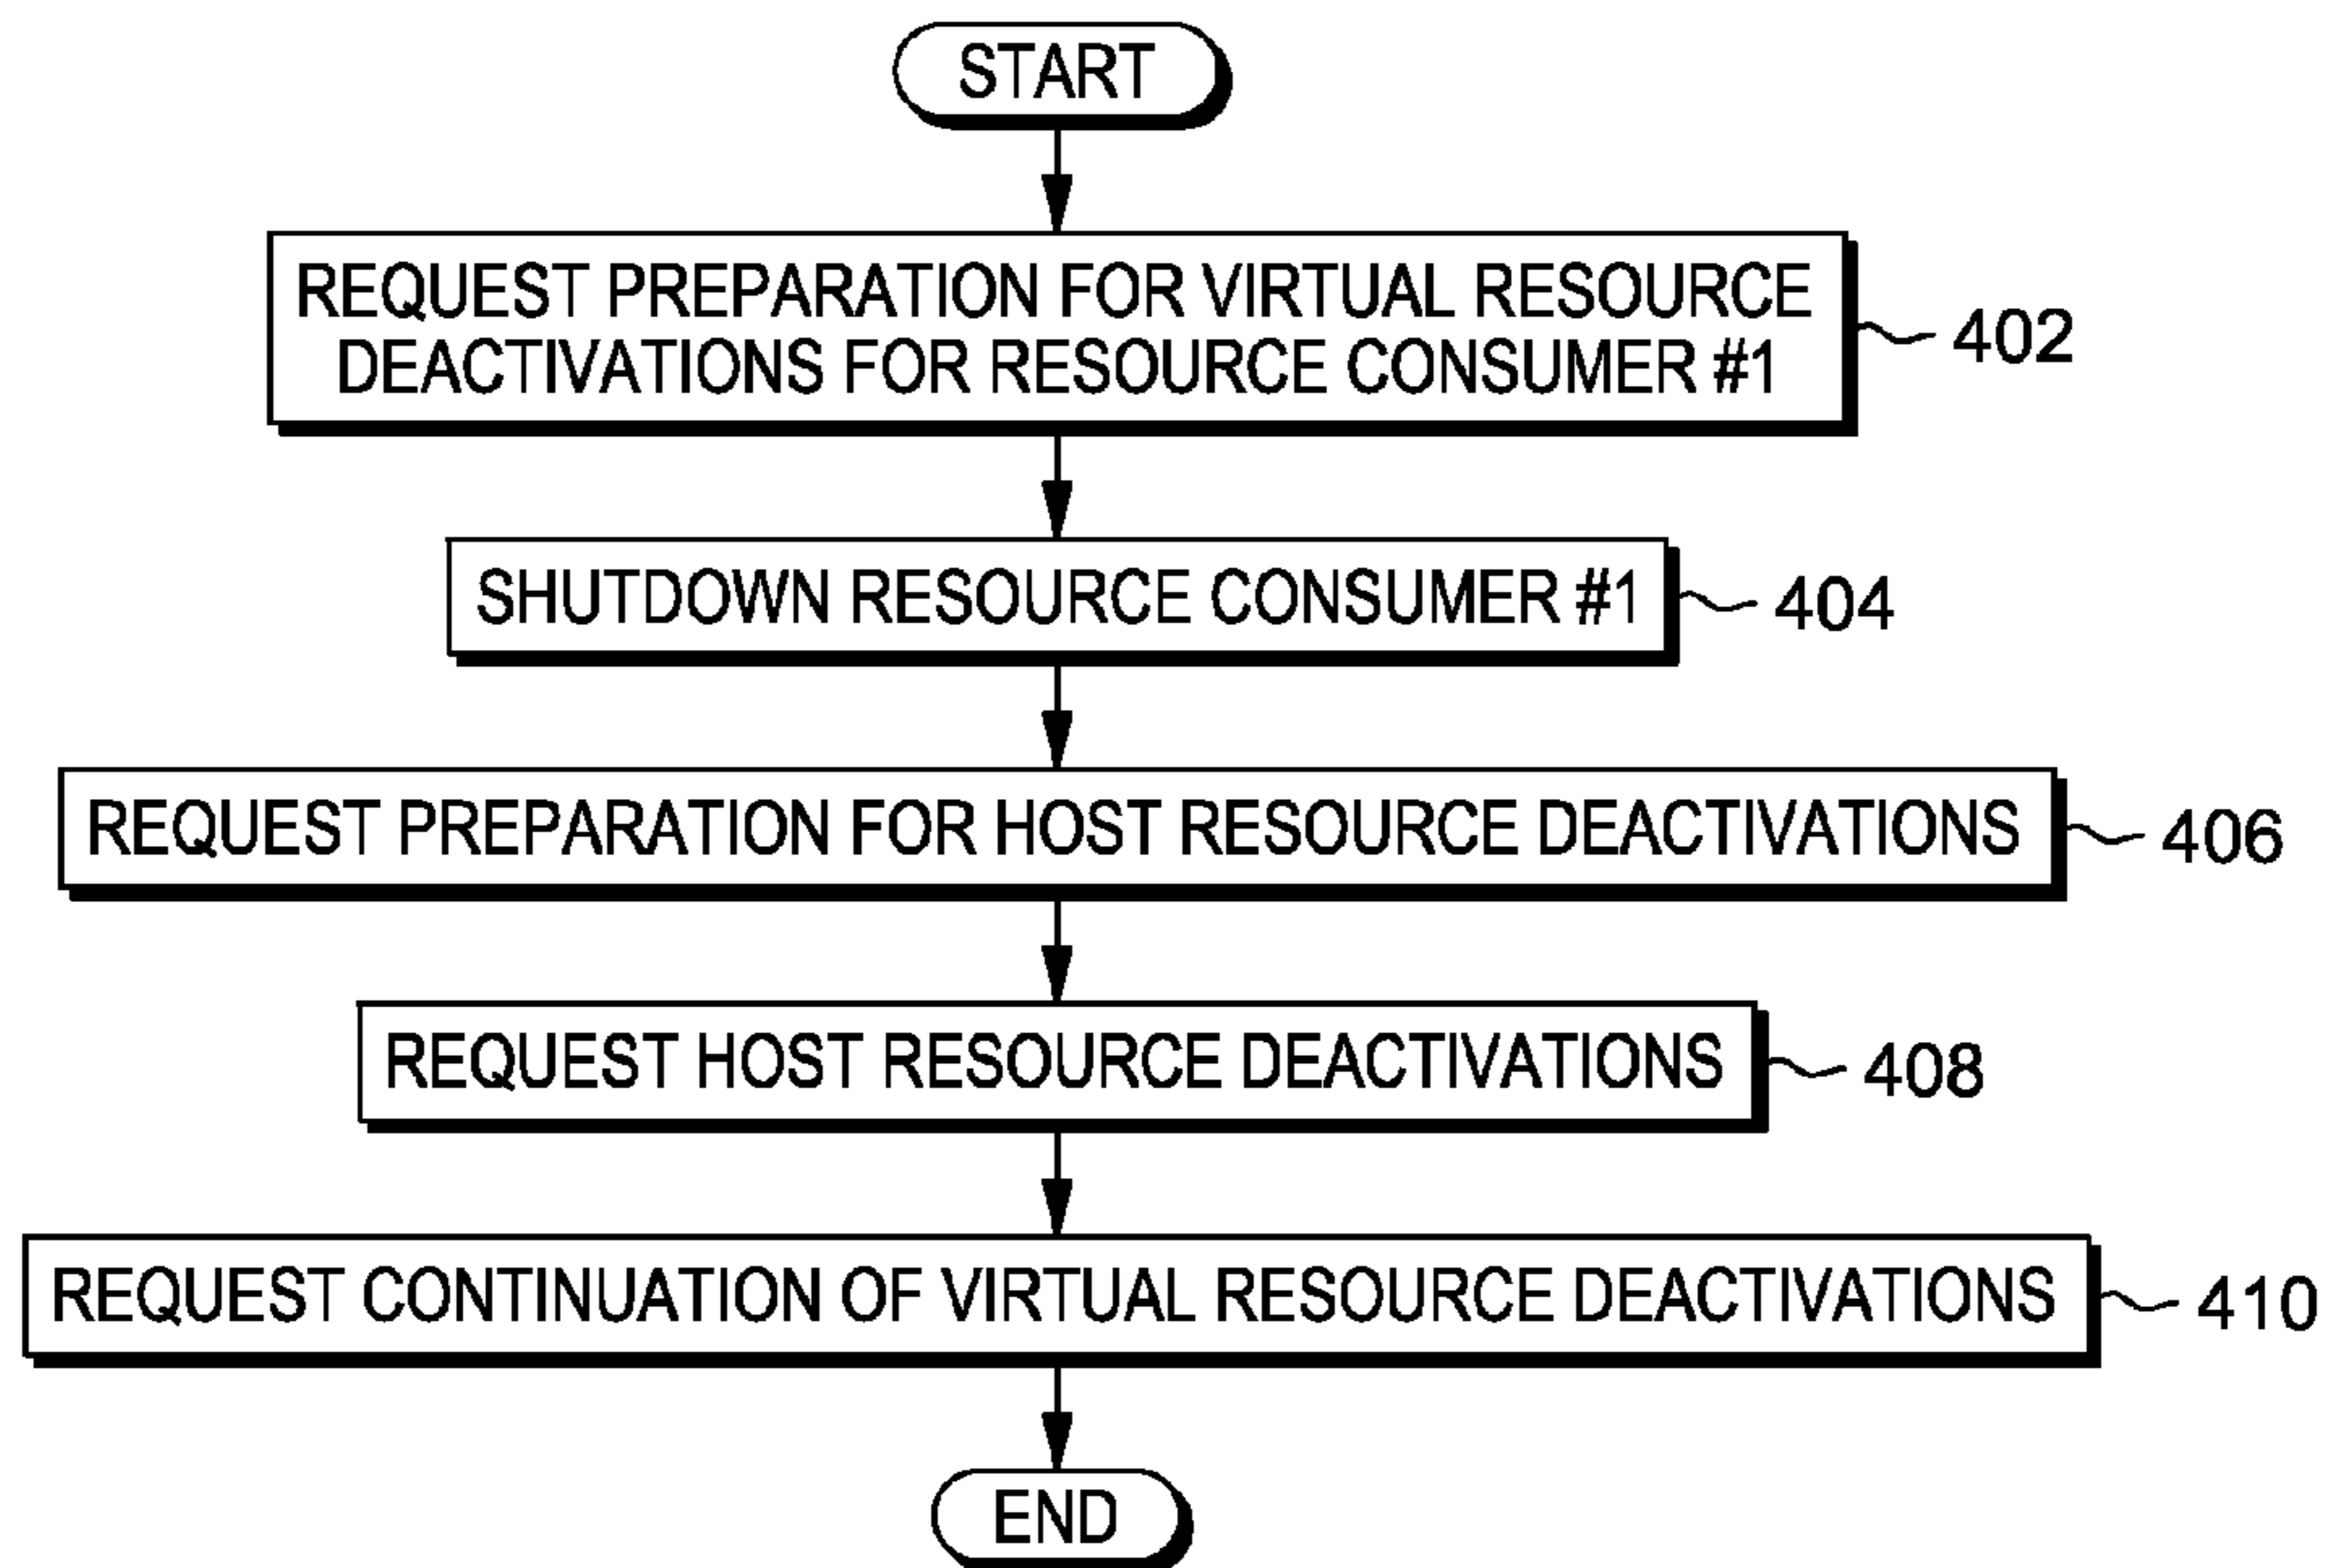 START
REQUEST PREPARATION FOR VIRTUAL RESOURCE
DEACTIVATIONS FOR RESOURCE CONSUMER #1
402
SHUTDOWN RESOURCE CONSUMER #1
404
REQUEST PREPARATION FOR HOST RESOURCE DEACTIVATIONS
406
REQUEST HOST RESOURCE DEACTIVATIONS
408
REQUEST CONTINUATION OF VIRTUAL RESOURCE DEACTIVATIONS
410
END